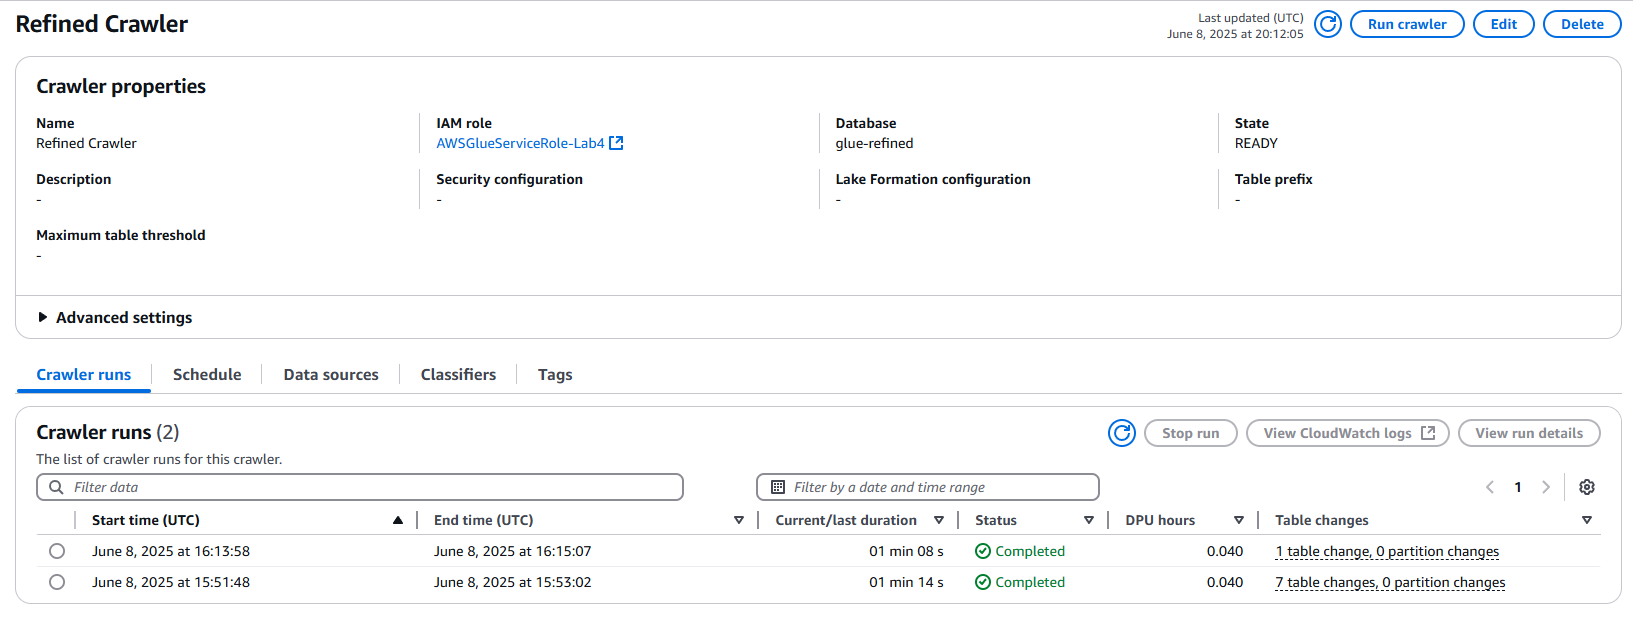 Refined Crawler
Last updated (UTC)
June 8, 2025 at 20:12:05
Run crawler
Edit
Delete
Crawler properties
Name
Refined Crawler
IAM role
AWSGlueServiceRole-Lab4
Database
glue-refined
State
READY
Description
-
Security configuration
-
Lake Formation configuration
-
Table prefix
-
Maximum table threshold
-
Advanced settings
Crawler runs
Schedule
Data sources
Classifiers
Tags
Crawler runs (2)
Stop run
View CloudWatch logs
View run details
The list of crawler runs for this crawler.
Filter data
Filter by a date and time range
1
Start time (UTC) End time (UTC) Current/last duration Status DPU hours Table changes
June 8, 2025 at 16:13:58 June 8, 2025 at 16:15:07 01 min 08 s Completed 0.040 1 table change, 0 partition changes
June 8, 2025 at 15:51:48 June 8, 2025 at 15:53:02 01 min 14 s Completed 0.040 7 table changes, 0 partition changes